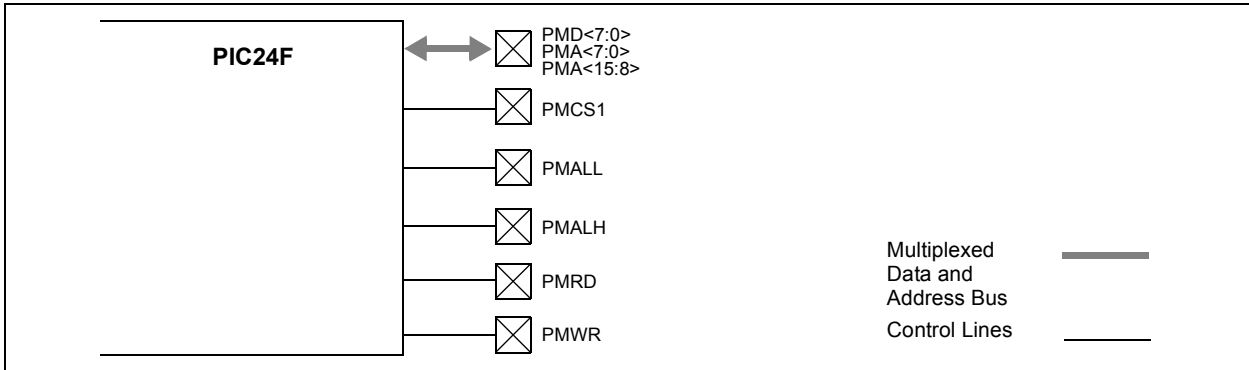 PIC24F
PMD<7:0>
PMA<7:0>
PMA<15:8>
PMCS1
PMALL
PMALH
PMRD
PMWR
Multiplexed
Data and
Address Bus
Control Lines